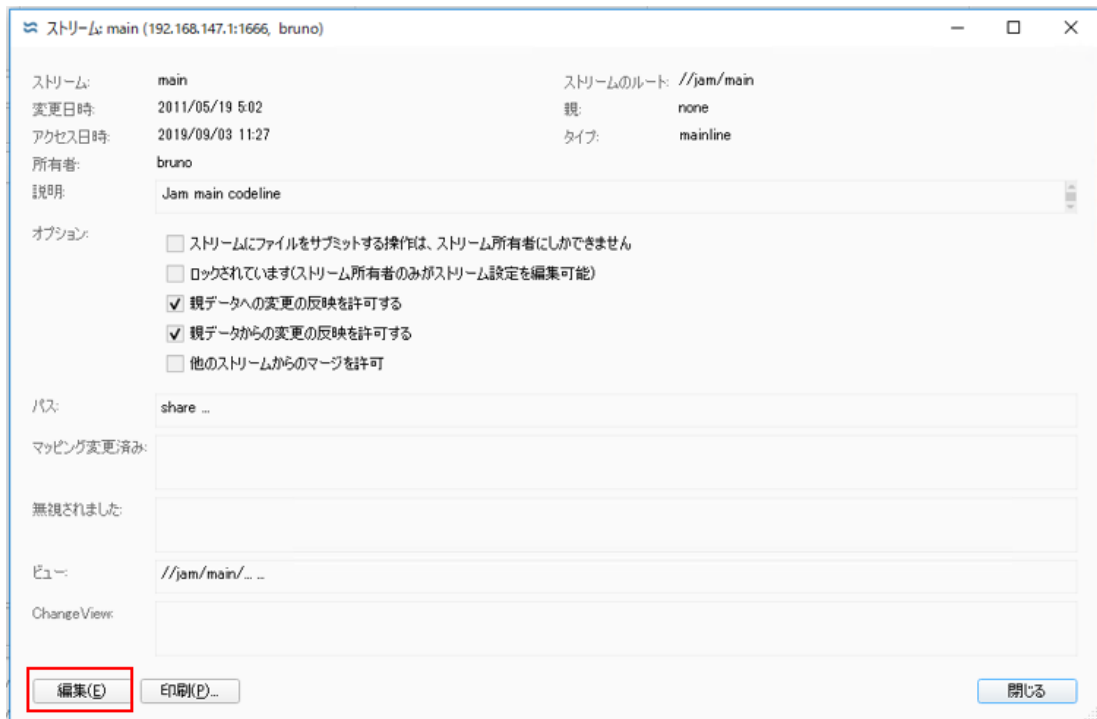 ストリーム: main (192.168.147.1:1666, bruno)
ストリーム: main ストリームのルート: //jam/main
変更日時: 2011/05/19 5:02 親: none
アクセス日時: 2019/09/03 11:27 タイプ: mainline
所有者: bruno
説明: Jam main codeline
オプション: ストリームにファイルをサブミットする操作は、ストリーム所有者にしかできません
ロックされています(ストリーム所有者のみがストリーム設定を編集可能)
親データへの変更の反映を許可する
親データからの変更の反映を許可する
他のストリームからのマージを許可
パス: share ...
マッピング変更済み:
無視されました:
ビュー: //jam/main/... ...
ChangeView:
編集(E) 印刷(P)... 閉じる